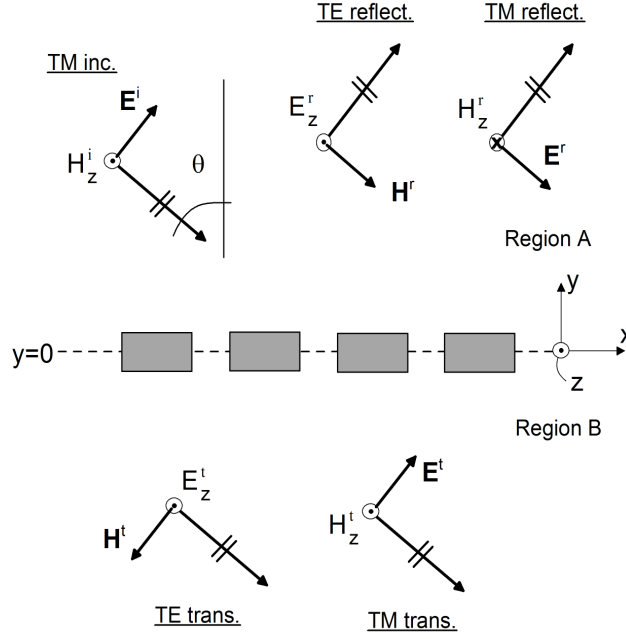 TE reflect.
TM reflect.
TM inc.
E^i
E_z^r
H_z^r
H_z^i
θ
E^r
H^r
Region A
y
y=0
x
z
Region B
E_z^t
E^t
H_z^t
H^t
TE trans.
TM trans.